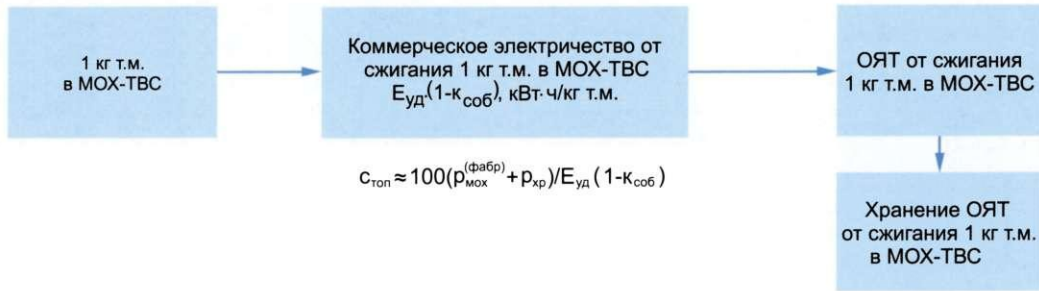 1 кг т.м.
в МОХ-ТВС
Коммерческое электричество от
сжигания 1 кг т.м. в МОХ-ТВС
Eуд.(1-кcоб), кВт·ч/кг т.м.
ОЯТ от сжигания
1 кг т.м. в МОХ-ТВС
cтоп≈100(pмох(фабр)+pхр)/Eуд (1-кcоб)
Хранение ОЯТ
от сжигания 1 кг т.м.
в МОХ-ТВС